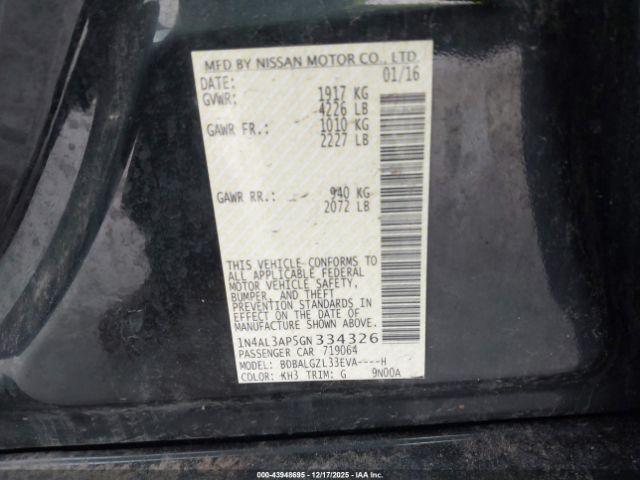 MFD BY NISSAN MOTOR CO., LTD
DATE: 01/16
GVWR: 1917 KG
4226 LB
GAWR FR.: 1010 KG
2227 LB
GAWR RR.: 940 KG
2072 LB
THIS VEHICLE CONFORMS TO
ALL APPLICABLE FEDERAL
MOTOR VEHICLE SAFETY,
BUMPER, AND THEFT
PREVENTION STANDARDS IN
EFFECT ON THE DATE OF
MANUFACTURE SHOWN ABOVE.
1N4AL3AP5GN334326
PASSENGER CAR 719064
MODEL: BDBALGZL33EVA----H
COLOR: KH3 TRIM: G 9N00A
000-43948695 - 12/17/2025 - IAAI.CA